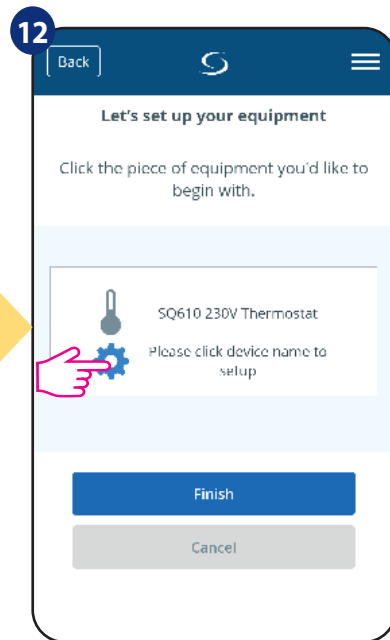 12
Back
Let's set up your equipment
Click the piece of equipment you'd like to
begin with.
SQ610 230V Thermostat
Please click device name to
setup
Finish
Cancel